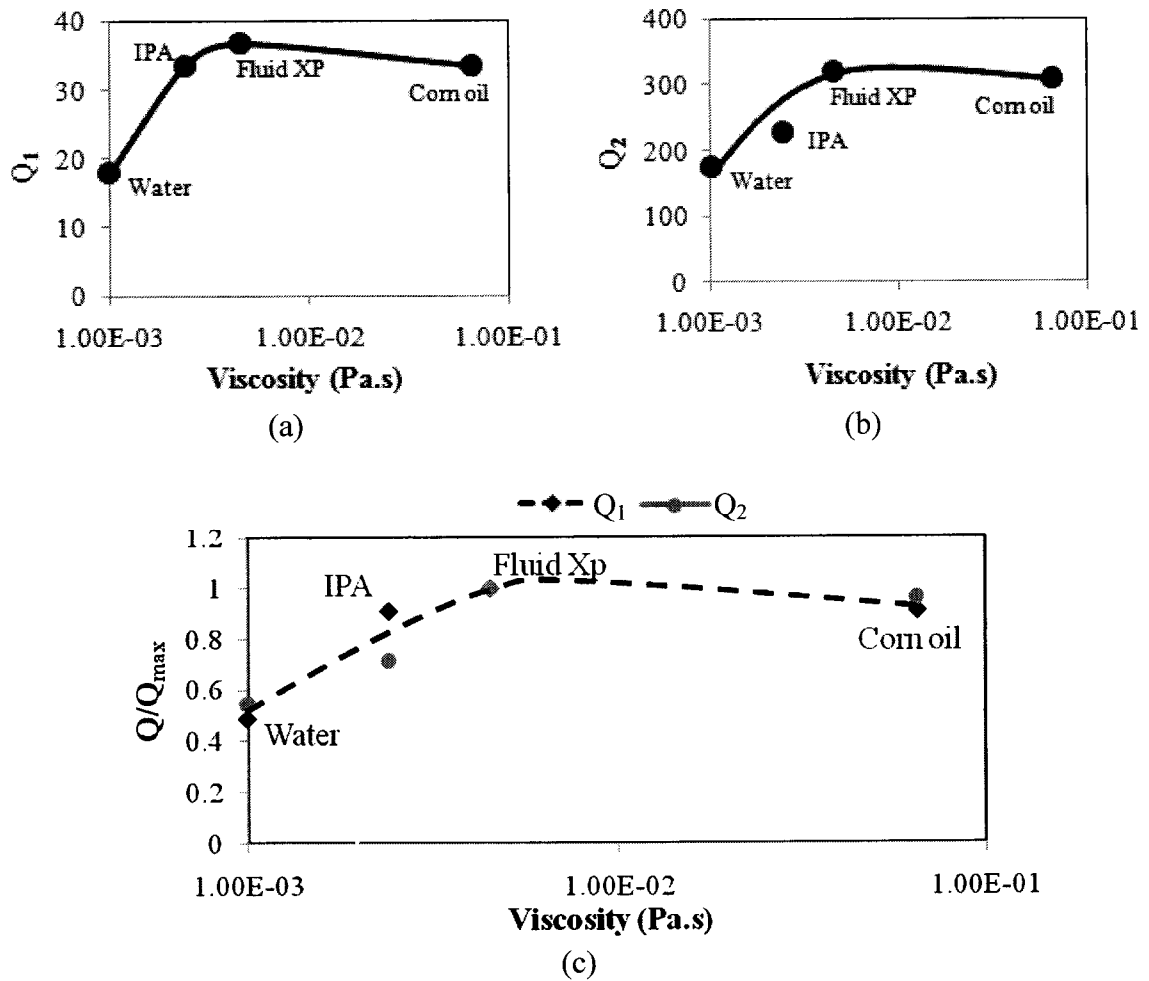 40
30
20
10
0
Q1
IPA
Fluid XP
Corn oil
Water
1.00E-03 1.00E-02 1.00E-01
Viscosity (Pa.s)
(a)
400
300
200
100
0
Q2
Fluid XP
Corn oil
IPA
Water
1.00E-03 1.00E-02 1.00E-01
Viscosity (Pa.s)
(b)
Q1 Q2
1.2
1
0.8
0.6
0.4
0.2
0
Q/Qmax
Fluid Xp
IPA
Corn oil
Water
1.00E-03 1.00E-02 1.00E-01
Viscosity (Pa.s)
(c)